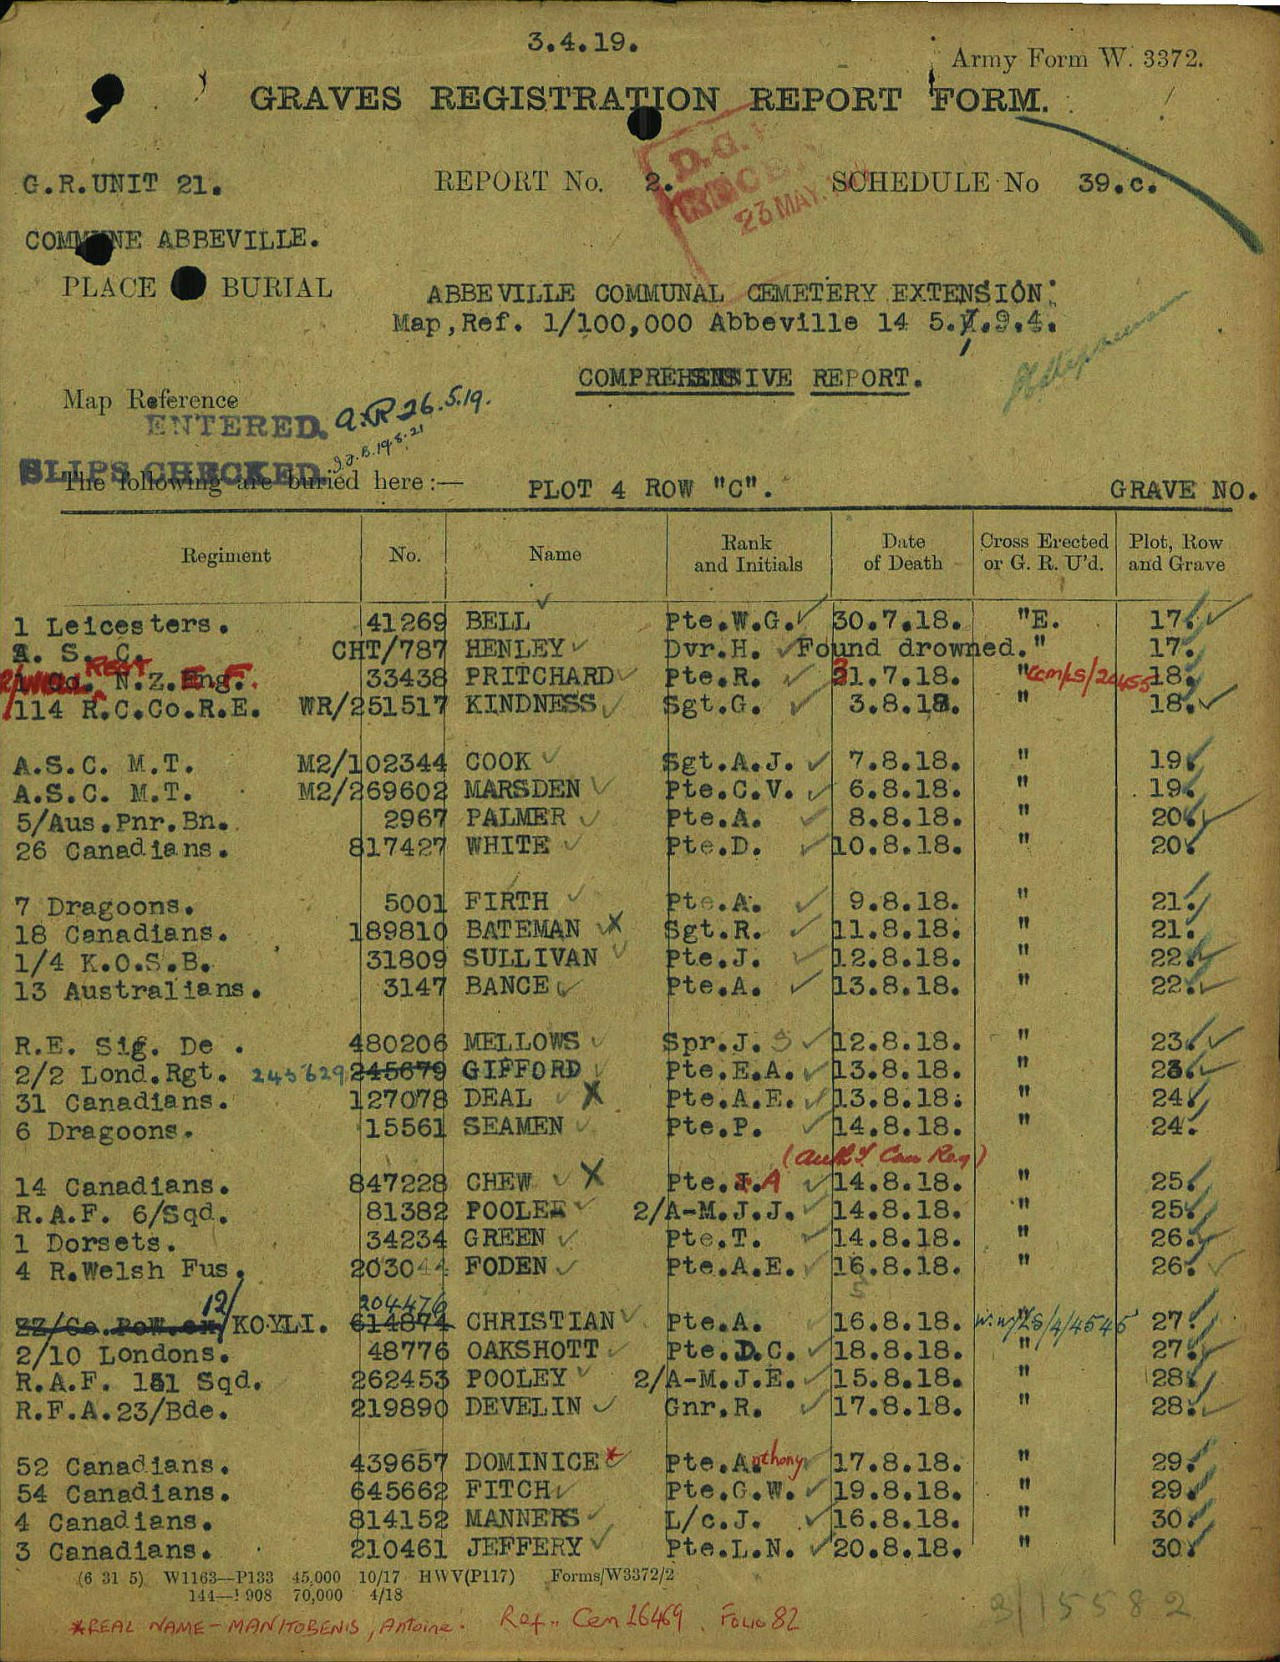 3.4.19.
Army Form W. 3372.
GRAVES REGISTRATION REPORT FORM.
G.R.UNIT 21. REPORT No. 2. SCHEDULE No 39.c.
23 MAY.
COMMUNE ABBEVILLE.
PLACE BURIAL ABBEVILLE COMMUNAL CEMETERY EXTENSION.
Map,Ref. 1/100,000 Abbeville 14 5. .9.4.
COMPREHENSIVE REPORT.
Map Reference
ENTERED. 26.5.19.
SLIPS CHECKED.
The following are buried here :— PLOT 4 ROW "C". GRAVE NO.
Regiment No. Name Rank and Initials Date of Death Cross Erected or G. R. U'd. Plot, Row and Grave
1 Leicesters. 41269 BELL Pte.W.G. 30.7.18. "E. 17.
A. S. C. CHT/787 HENLEY Dvr.H. Found drowned." 17.
REGT N.Z.E.F. 33438 PRITCHARD Pte.R. 31.7.18. " 18.
114 R.C.Co.R.E. WR/251517 KINDNESS Sgt.G. 3.8.18. " 18.
A.S.C. M.T. M2/102344 COOK Sgt.A.J. 7.8.18. " 19.
A.S.C. M.T. M2/269602 MARSDEN Pte.C.V. 6.8.18. " 19.
5/Aus.Pnr.Bn. 2967 PALMER Pte.A. 8.8.18. " 20.
26 Canadians. 817427 WHITE Pte.D. 10.8.18. " 20.
7 Dragoons. 5001 FIRTH Pte.A. 9.8.18. " 21.
18 Canadians. 189810 BATEMAN X Sgt.R. 11.8.18. " 21.
1/4 K.O.S.B. 31809 SULLIVAN Pte.J. 12.8.18. " 22.
13 Australians. 3147 BANCE Pte.A. 13.8.18. " 22.
R.E. Sig. De . 480206 MELLOWS Spr.J. S 12.8.18. " 23.
2/2 Lond.Rgt. 245629 245679 GIFFORD Pte.E.A. 13.8.18. " 23.
31 Canadians. 127078 DEAL X Pte.A.E. 13.8.18. " 24.
6 Dragoons. 15561 SEAMEN Pte.P. 14.8.18. " 24.
(Auth'y Can Reg)
14 Canadians. 847228 CHEW X Pte. .A 14.8.18. " 25.
R.A.F. 6/Sqd. 81382 POOLE 2/A-M.J.J. 14.8.18. " 25.
1 Dorsets. 34234 GREEN Pte.T. 14.8.18. " 26.
4 R.Welsh Fus. 203044 FODEN Pte.A.E. 16.8.18. " 26.
5
12/ 204476
22/Co.PoW. KOYLI. 614874 CHRISTIAN Pte.A. 16.8.18. " 27.
2/10 Londons. 48776 OAKSHOTT Pte.D.C. 18.8.18. " 27.
R.A.F. 151 Sqd. 262453 POOLEY 2/A-M.J.E. 15.8.18. " 28.
R.F.A.23/Bde. 219890 DEVELIN Gnr.R. 17.8.18. " 28.
52 Canadians. 439657 DOMINICE* Pte.Anthony 17.8.18. " 29.
54 Canadians. 645662 FITCH Pte.G.W. 19.8.18. " 29.
4 Canadians. 814152 MANNERS L/c.J. 16.8.18. " 30.
3 Canadians. 210461 JEFFERY Pte.L.N. 20.8.18. " 30.
(6 31 5) W1163—P133 45,000 10/17 HWV(P117) Forms/W3372/2
144— 908 70,000 4/18
3/15582
*REAL NAME - MANITOBENIS, Antoine. Ref.. Cem 16469. Folio 82